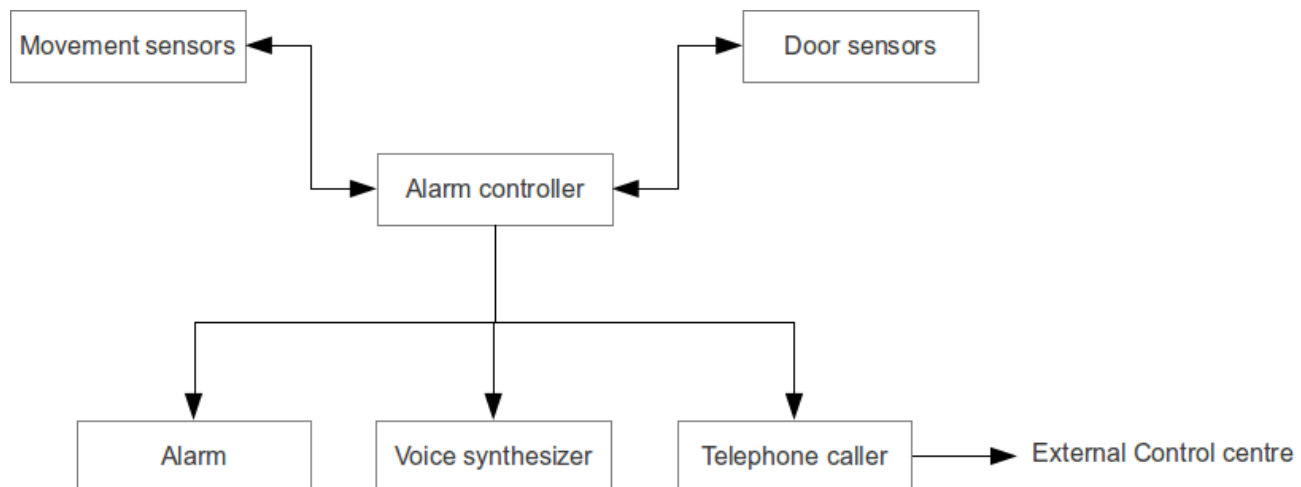 Movement sensors
Door sensors
Alarm controller
Alarm
Voice synthesizer
Telephone caller
External Control centre